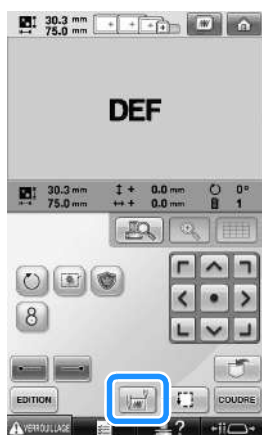 30.3 mm
75.0 mm
DEF
30.3 mm + 0.0 mm 0°
75.0 mm + 0.0 mm 1
8
EDITION COUDRE
VERROUILLAGE ?